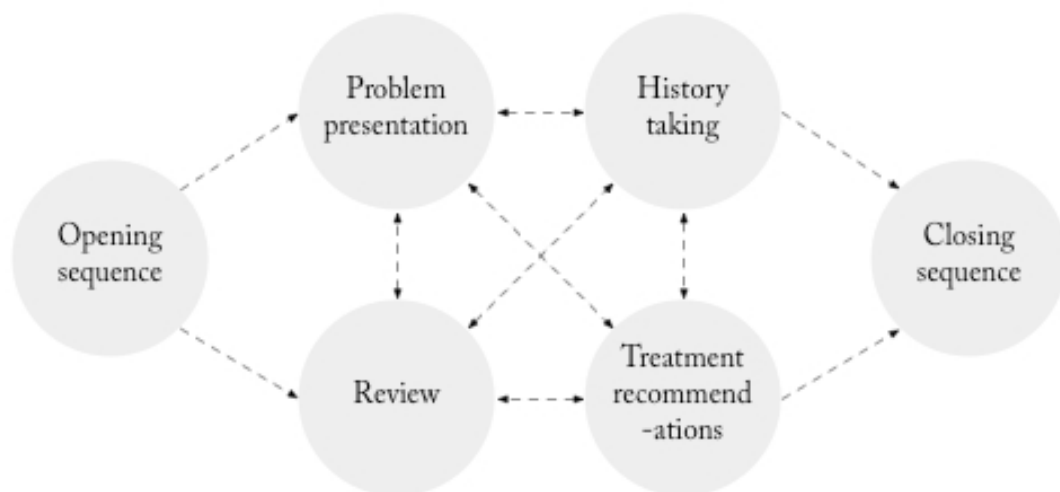 Problem
presentation
History
taking
Opening
sequence
Closing
sequence
Review
Treatment
recommend
-ations